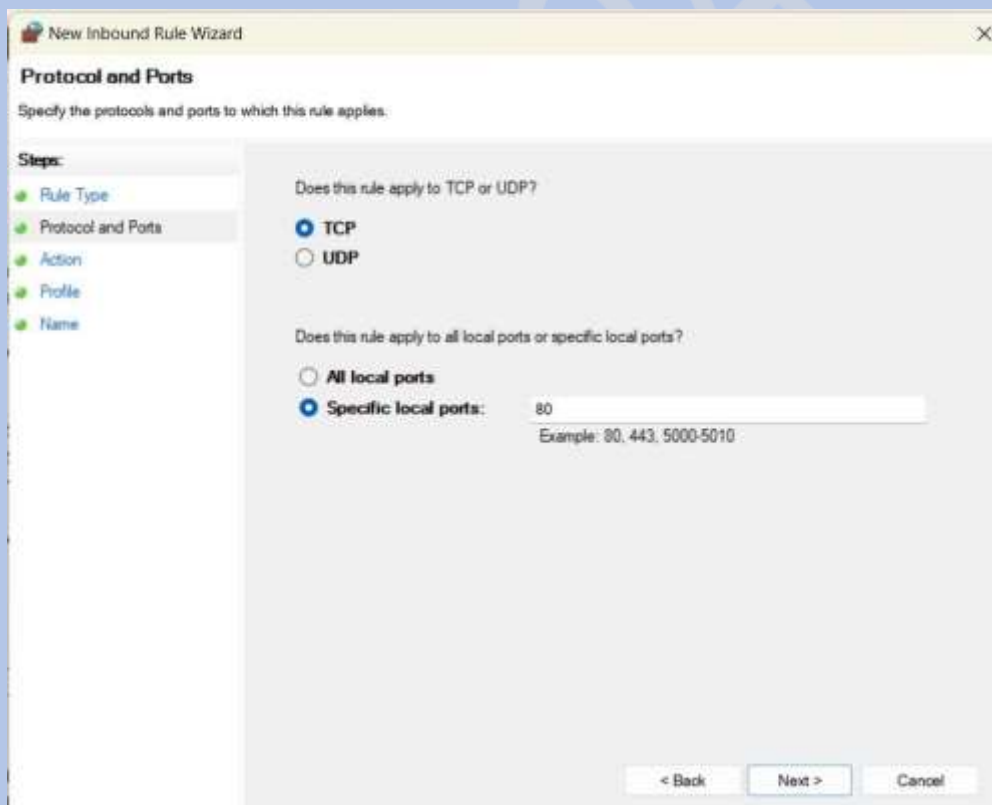 New Inbound Rule Wizard
Protocol and Ports
Specify the protocols and ports to which this rule applies.
Steps:
Rule Type
Protocol and Ports
Action
Profile
Name
Does this rule apply to TCP or UDP?
TCP
UDP
Does this rule apply to all local ports or specific local ports?
All local ports
Specific local ports: 80
Example: 80, 443, 5000-5010
< Back Next > Cancel